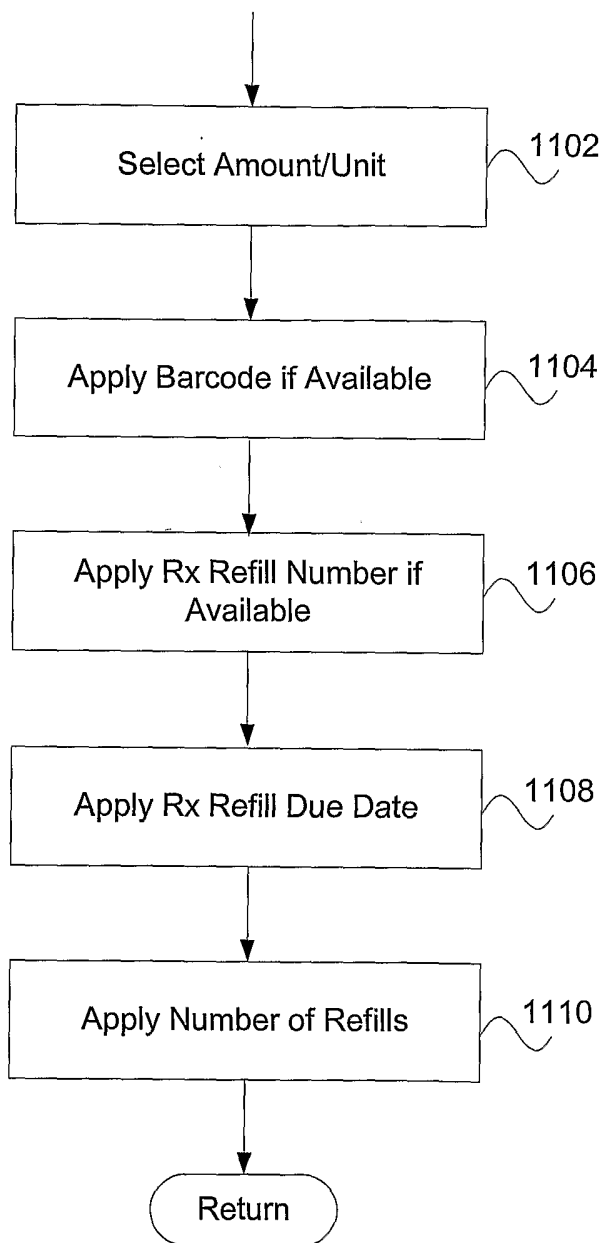 Select Amount/Unit
1102
Apply Barcode if Available
1104
Apply Rx Refill Number if
Available
1106
Apply Rx Refill Due Date
1108
Apply Number of Refills
1110
Return